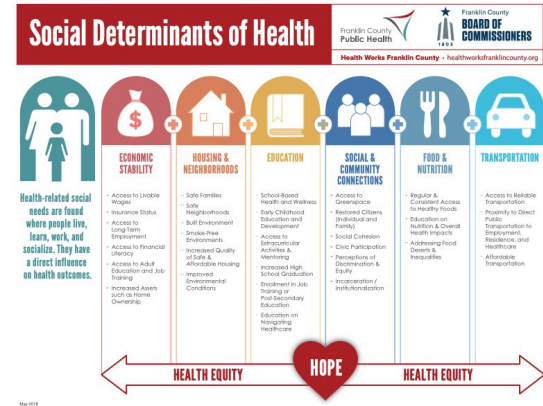 Social Determinants of Health
Franklin County
Public Health
Franklin County
BOARD OF
COMMISSIONERS
1803
Health Works Franklin County • healthworksfranklincounty.org
Health-related social
needs are found
where people live,
learn, work, and
socialize. They have
a direct influence
on health outcomes.
$
ECONOMIC
STABILITY
- Access to Livable
Wages
- Insurance Status
- Access to
Long-Term
Employment
- Access to Financial
Literacy
- Access to Adult
Education and Job
Training
- Increased Assets
such as Home
Ownership
HOUSING &
NEIGHBORHOODS
- Safe Families
- Safe
Neighborhoods
- Built Environment
- Smoke-Free
Environments
- Increased Quality
of Safe &
Affordable Housing
- Improved
Environmental
Conditions
EDUCATION
- School-Based
Health and Wellness
- Early Childhood
Education and
Development
- Access to
Extracurricular
Activities &
Mentoring
- Increased High
School Graduation
- Enrollment in Job
Training or
Post-Secondary
Education
- Education on
Navigating
Healthcare
SOCIAL &
COMMUNITY
CONNECTIONS
- Access to
Greenspace
- Restored Citizens
(Individual and
Family)
- Social Cohesion
- Civic Participation
- Perceptions of
Discrimination &
Equity
- Incarceration /
Institutionalization
FOOD &
NUTRITION
- Regular &
Consistent Access
to Healthy Foods
- Education on
Nutrition & Overall
Health Impacts
- Addressing Food
Deserts &
Inequalities
TRANSPORTATION
- Access to Reliable
Transportation
- Proximity to Direct
Public
Transportation to
Employment,
Residence, and
Healthcare
- Affordable
Transportation
HEALTH EQUITY
HOPE
HEALTH EQUITY
May 2018